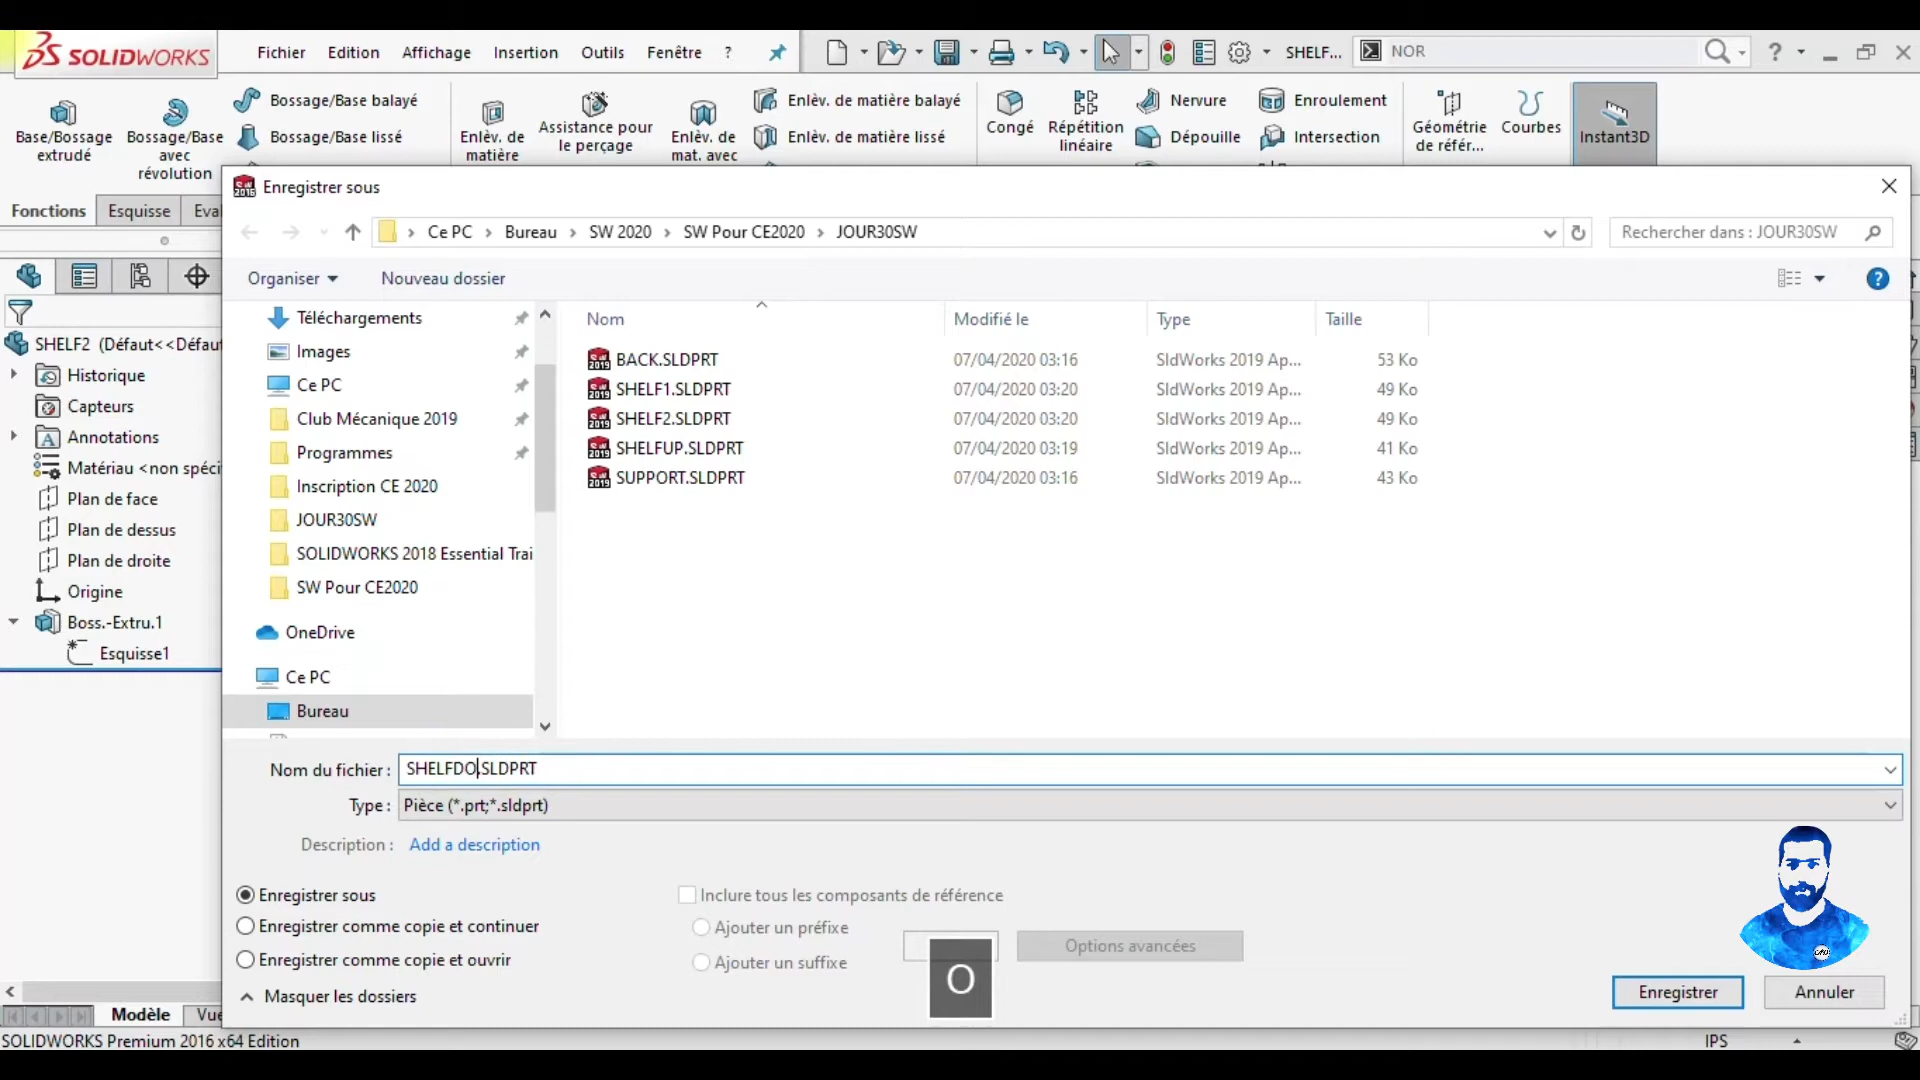 SOLIDWORKS
Fichier Edition Affichage Insertion Outils Fenêtre ?
SHELF...
NOR
?
Base/Bossage extrudé
Bossage/Base avec révolution
Bossage/Base balayé
Bossage/Base lissé
Enlèv. de matière
Assistance pour le perçage
Enlèv. de mat. avec
Enlèv. de matière balayé
Enlèv. de matière lissé
Congé
Répétition linéaire
Nervure
Dépouille
Enroulement
Intersection
Géométrie de référ...
Courbes
Instant3D
Fonctions Esquisse Eval
Enregistrer sous
Ce PC > Bureau > SW 2020 > SW Pour CE2020 > JOUR30SW
Rechercher dans : JOUR30SW
Organiser Nouveau dossier
?
SHELF2 (Défaut<<Défau
Historique
Capteurs
Annotations
Matériau <non spéci
Plan de face
Plan de dessus
Plan de droite
Origine
Boss.-Extru.1
Esquisse1
Téléchargements
Images
Ce PC
Club Mécanique 2019
Programmes
Inscription CE 2020
JOUR30SW
SOLIDWORKS 2018 Essential Trai
SW Pour CE2020
OneDrive
Ce PC
Bureau
Nom Modifié le Type Taille
BACK.SLDPRT 07/04/2020 03:16 SldWorks 2019 Ap... 53 Ko
SHELF1.SLDPRT 07/04/2020 03:20 SldWorks 2019 Ap... 49 Ko
SHELF2.SLDPRT 07/04/2020 03:20 SldWorks 2019 Ap... 49 Ko
SHELFUP.SLDPRT 07/04/2020 03:19 SldWorks 2019 Ap... 41 Ko
SUPPORT.SLDPRT 07/04/2020 03:16 SldWorks 2019 Ap... 43 Ko
Nom du fichier : SHELFDO.SLDPRT
Type : Pièce (*.prt;*.sldprt)
Description : Add a description
Enregistrer sous
Enregistrer comme copie et continuer
Enregistrer comme copie et ouvrir
Inclure tous les composants de référence
Ajouter un préfixe
Ajouter un suffixe
Options avancées
O
Masquer les dossiers
Enregistrer Annuler
Modèle Vue
SOLIDWORKS Premium 2016 x64 Edition
IPS